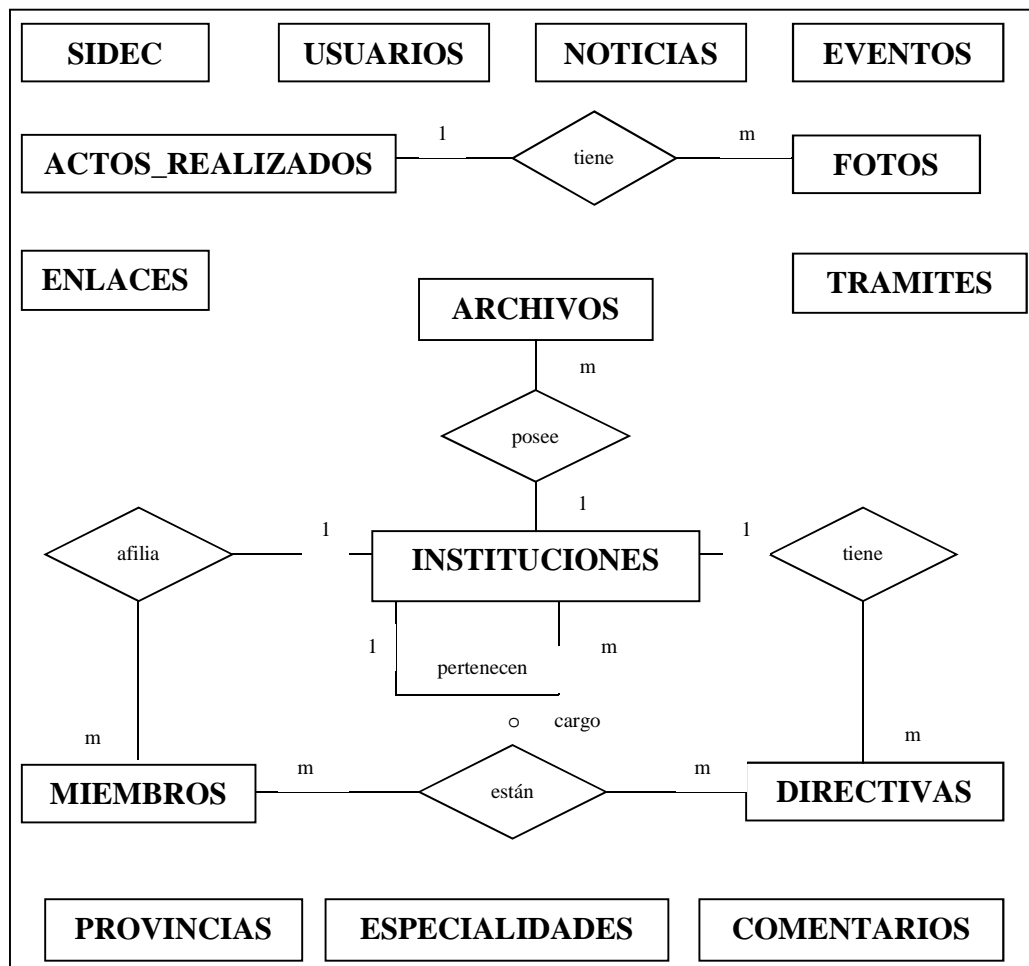 SIDEC USUARIOS NOTICIAS EVENTOS
1 m
ACTOS_REALIZADOS tiene FOTOS
ENLACES TRAMITES
ARCHIVOS
m
posee
1
1 1
afilia INSTITUCIONES tiene
1 m
pertenecen
cargo
m m
m m
MIEMBROS están DIRECTIVAS
PROVINCIAS ESPECIALIDADES COMENTARIOS